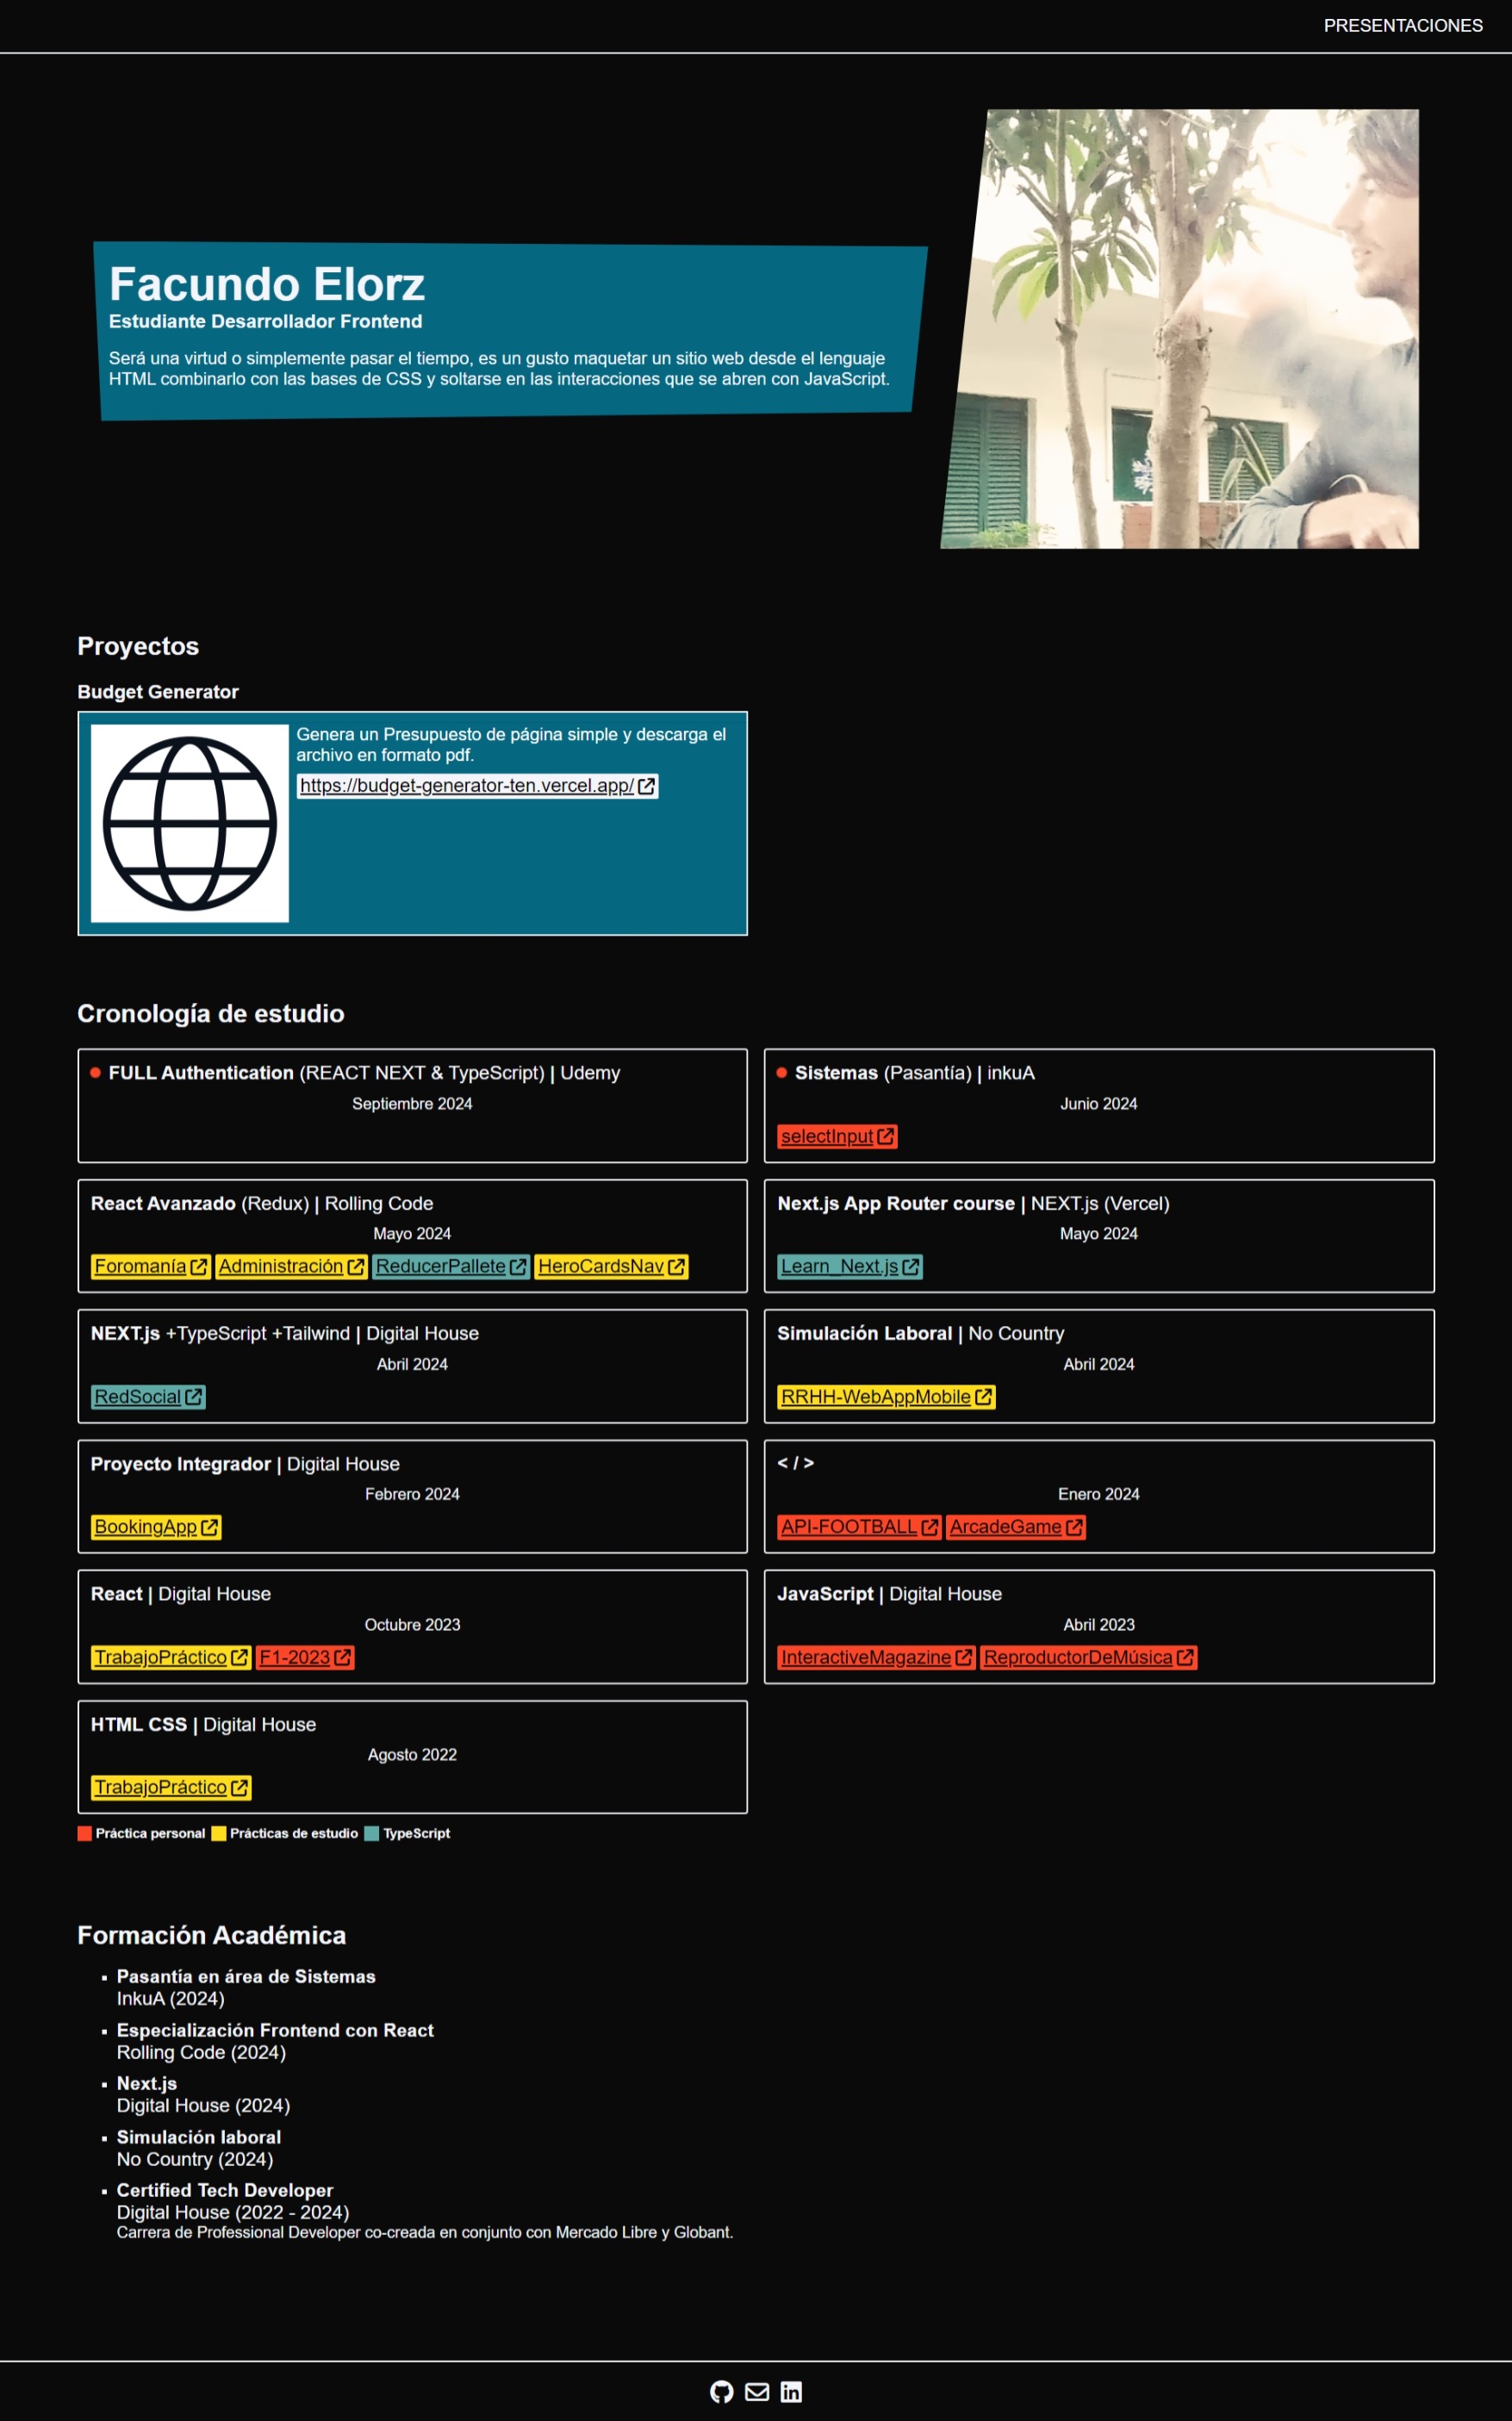 PRESENTACIONES
Facundo Elorz
Estudiante Desarrollador Frontend
Será una virtud o simplemente pasar el tiempo, es un gusto maquetar un sitio web desde el lenguaje
HTML combinarlo con las bases de CSS y soltarse en las interacciones que se abren con JavaScript.
Proyectos
Budget Generator
Genera un Presupuesto de página simple y descarga el
archivo en formato pdf.
https://budget-generator-ten.vercel.app/
Cronología de estudio
FULL Authentication (REACT NEXT & TypeScript) | Udemy
Septiembre 2024
Sistemas (Pasantía) | inkuA
Junio 2024
selectInput
React Avanzado (Redux) | Rolling Code
Mayo 2024
Foromanía Administración ReducerPallete HeroCardsNav
Next.js App Router course | NEXT.js (Vercel)
Mayo 2024
Learn_Next.js
NEXT.js +TypeScript +Tailwind | Digital House
Abril 2024
RedSocial
Simulación Laboral | No Country
Abril 2024
RRHH-WebAppMobile
Proyecto Integrador | Digital House
Febrero 2024
BookingApp
< / >
Enero 2024
API-FOOTBALL ArcadeGame
React | Digital House
Octubre 2023
TrabajoPráctico F1-2023
JavaScript | Digital House
Abril 2023
InteractiveMagazine ReproductorDeMúsica
HTML CSS | Digital House
Agosto 2022
TrabajoPráctico
Práctica personal Prácticas de estudio TypeScript
Formación Académica
Pasantía en área de Sistemas
InkuA (2024)
Especialización Frontend con React
Rolling Code (2024)
Next.js
Digital House (2024)
Simulación laboral
No Country (2024)
Certified Tech Developer
Digital House (2022 - 2024)
Carrera de Professional Developer co-creada en conjunto con Mercado Libre y Globant.